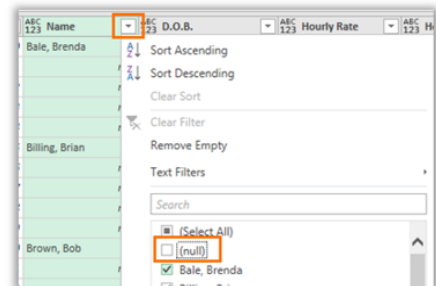 ABC 123 Name ABC 123 D.O.B. ABC 123 Hourly Rate ABC 123
Bale, Brenda
Sort Ascending
Sort Descending
Clear Sort
Clear Filter
Billing, Brian
Remove Empty
Text Filters
Search
(Select All)
Brown, Bob
(null)
Bale, Brenda